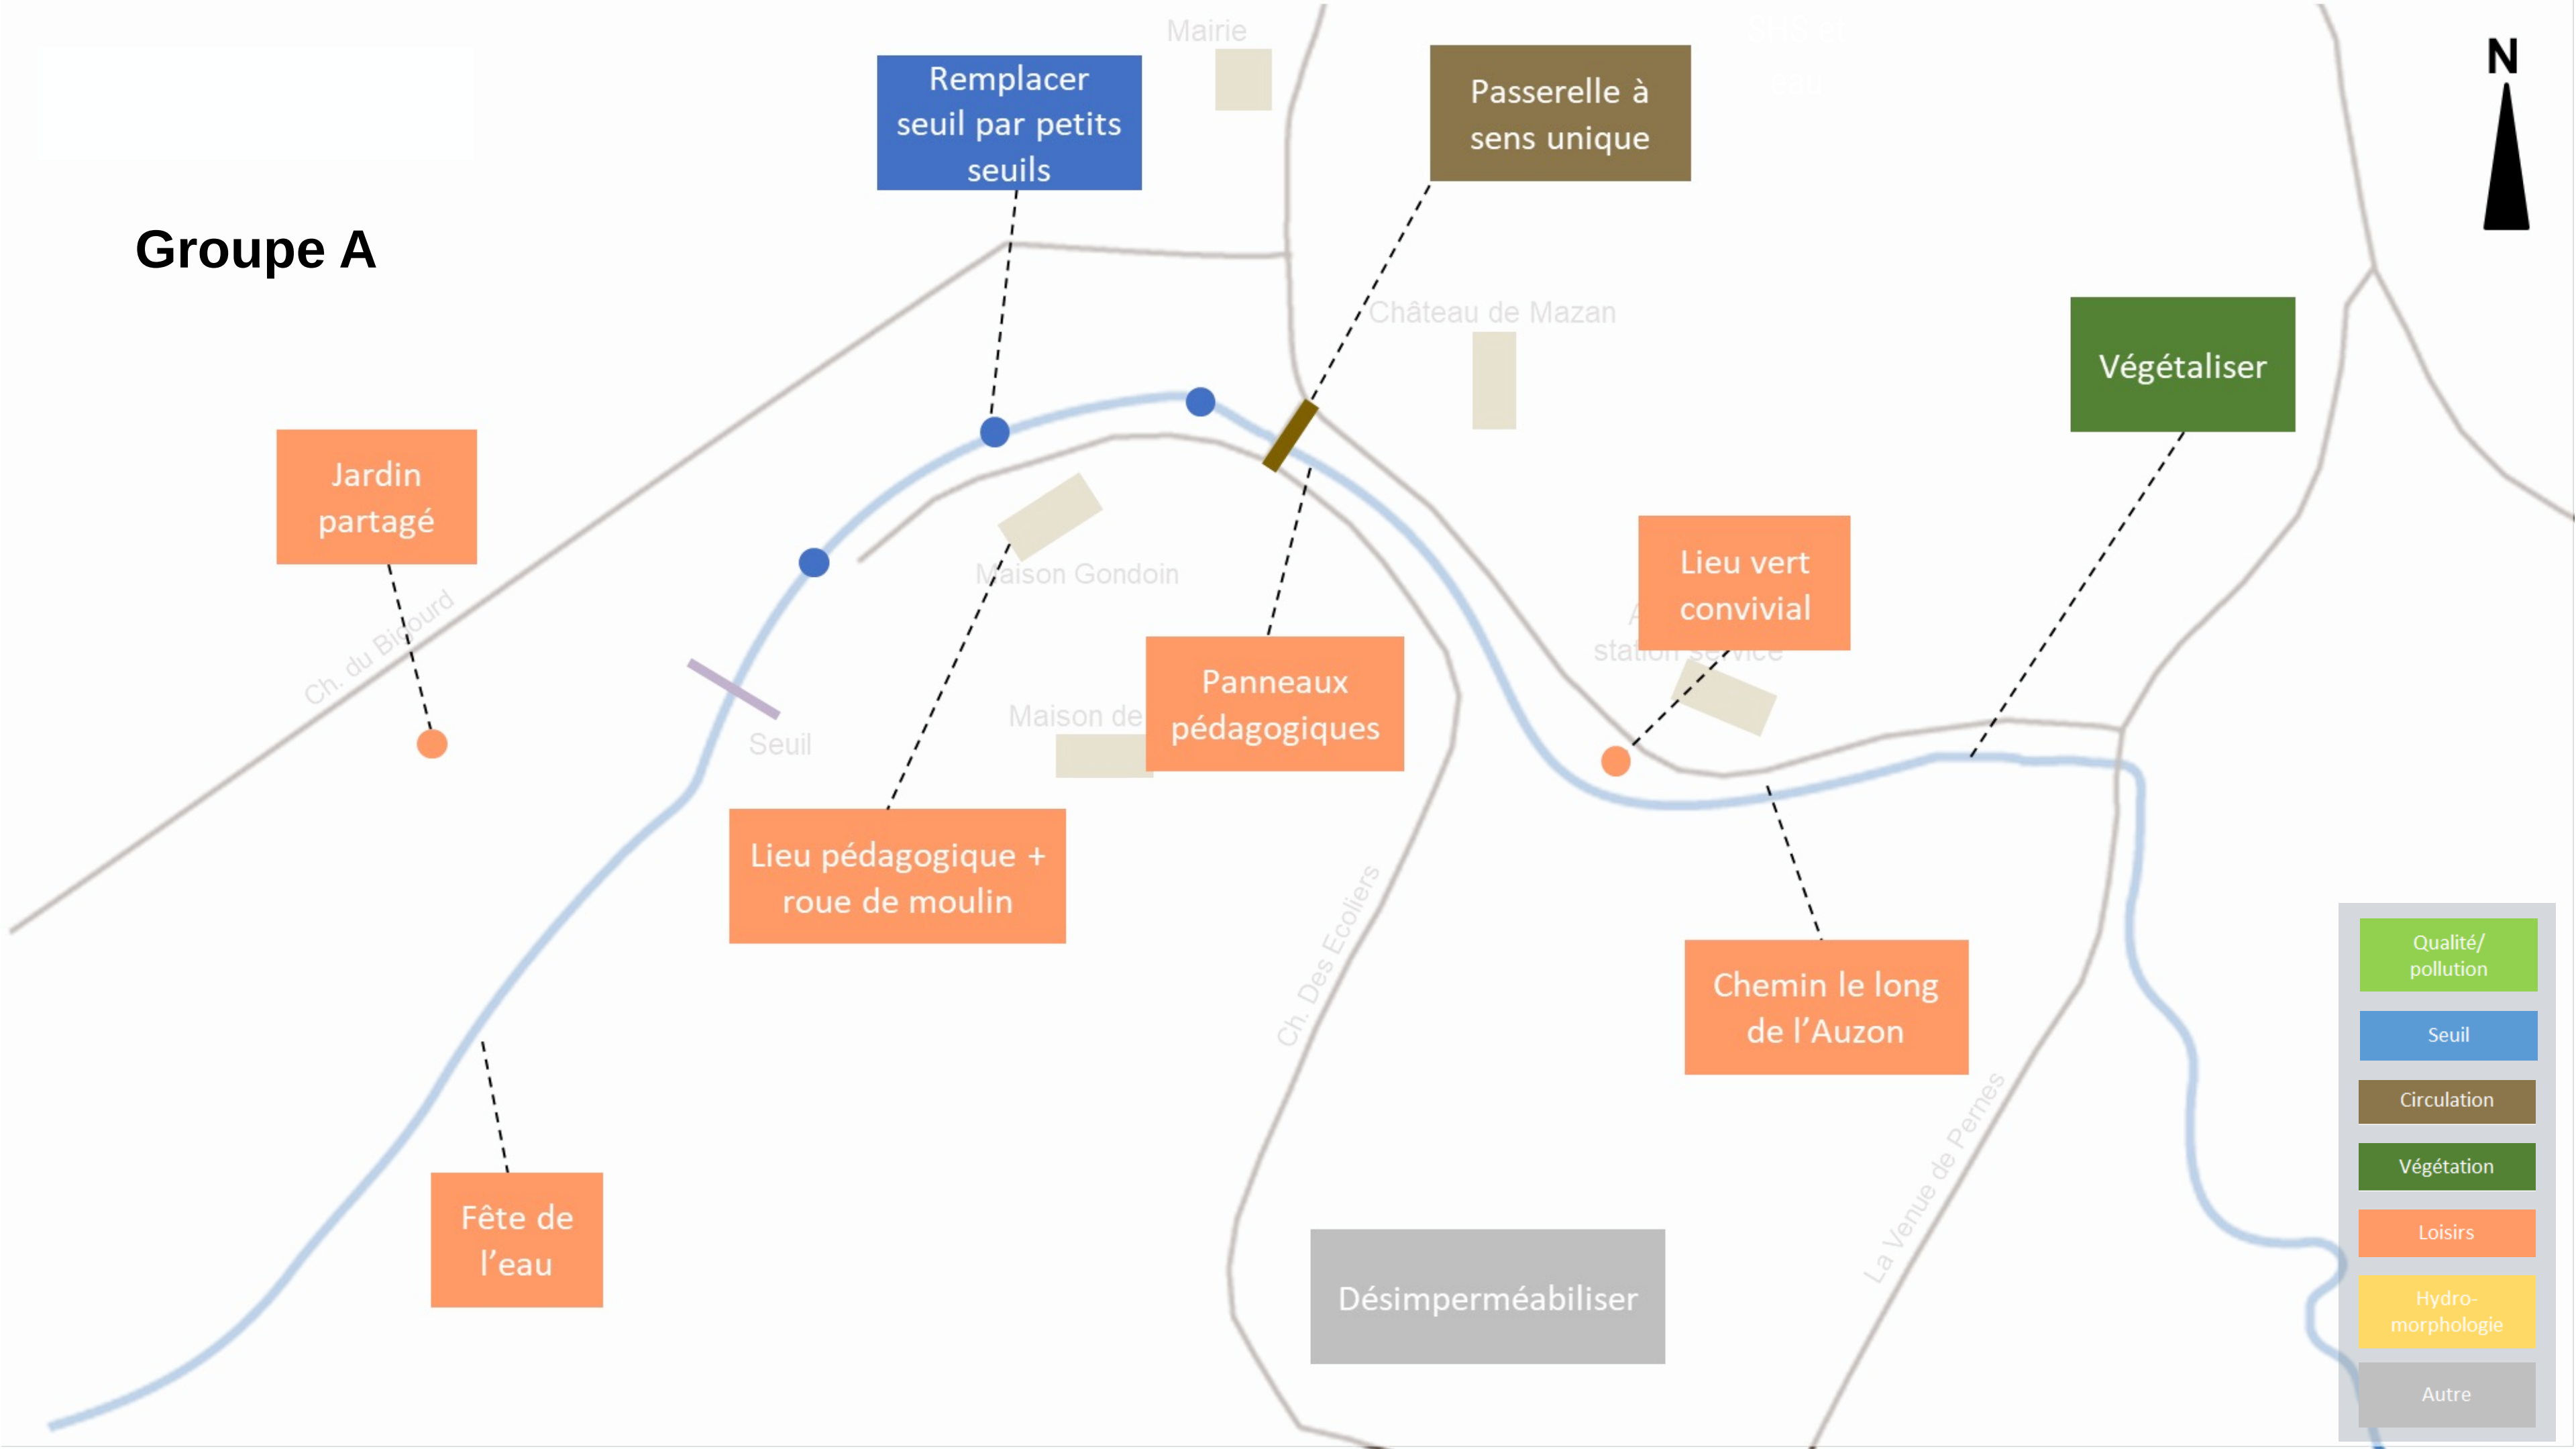 Mairie
N
Remplacer
seuil par petits
seuils
Passerelle à
sens unique
Groupe A
Château de Mazan
Végétaliser
Jardin
partagé
Lieu vert
convivial
station service
Maison Gondoin
Ch. du Bigourd
Panneaux
pédagogiques
Maison de
Seuil
Lieu pédagogique +
roue de moulin
Ch. Des Ecoliers
Chemin le long
de l’Auzon
La Venue de Pernes
Fête de
l’eau
Désimperméabiliser
Qualité/
pollution
Seuil
Circulation
Végétation
Loisirs
Hydro-
morphologie
Autre